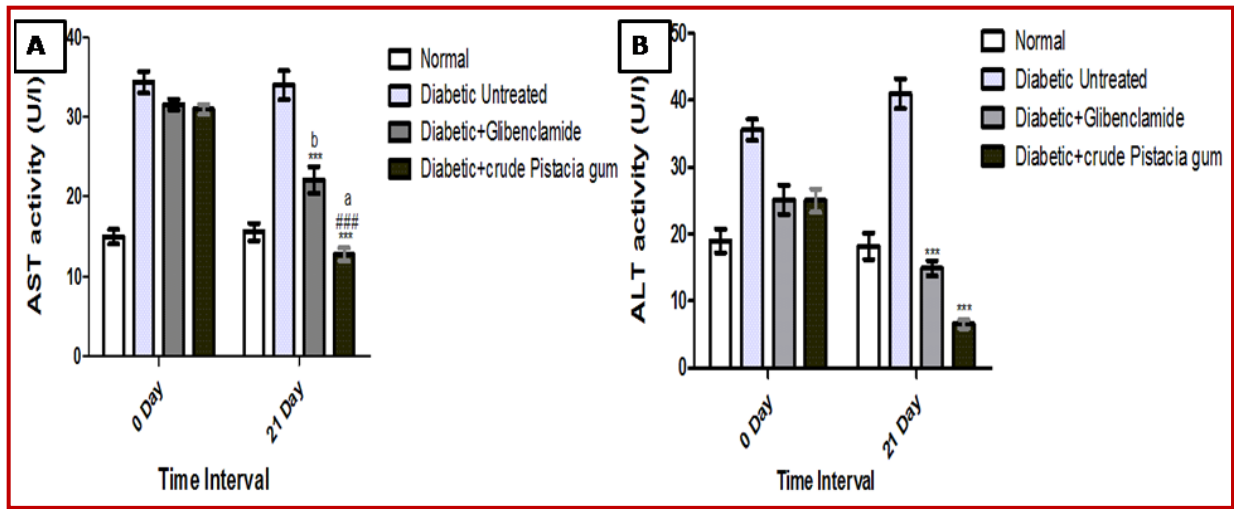 A
AST activity (U/l)
40
30
20
10
0
b
***
a
###
***
0 Day
21 Day
Time Interval
Normal
Diabetic Untreated
Diabetic+Glibenclamide
Diabetic+crude Pistacia gum
B
ALT activity (U/l)
50
40
30
20
10
0
***
***
0 Day
21 Day
Time Interval
Normal
Diabetic Untreated
Diabetic+Glibenclamide
Diabetic+crude Pistacia gum